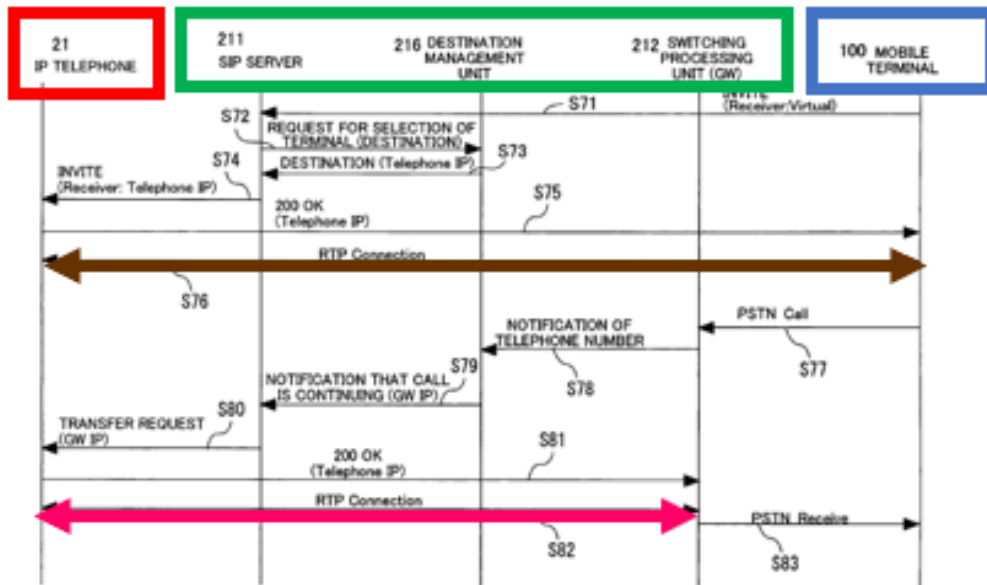 21
IP TELEPHONE
211
SIP SERVER
216 DESTINATION
MANAGEMENT
UNIT
212 SWITCHING
PROCESSING
UNIT (GW)
100 MOBILE
TERMINAL
INVITE
(Receiver:Virtual)
S71
S72
REQUEST FOR SELECTION OF
TERMINAL (DESTINATION)
S73
S74
DESTINATION (Telephone IP)
INVITE
(Receiver: Telephone IP)
S75
200 OK
(Telephone IP)
RTP Connection
S76
PSTN Call
S77
NOTIFICATION OF
TELEPHONE NUMBER
S78
S79
NOTIFICATION THAT CALL
IS CONTINUING (GW IP)
S80
TRANSFER REQUEST
(GW IP)
S81
200 OK
(Telephone IP)
RTP Connection
S82
PSTN Receive
S83